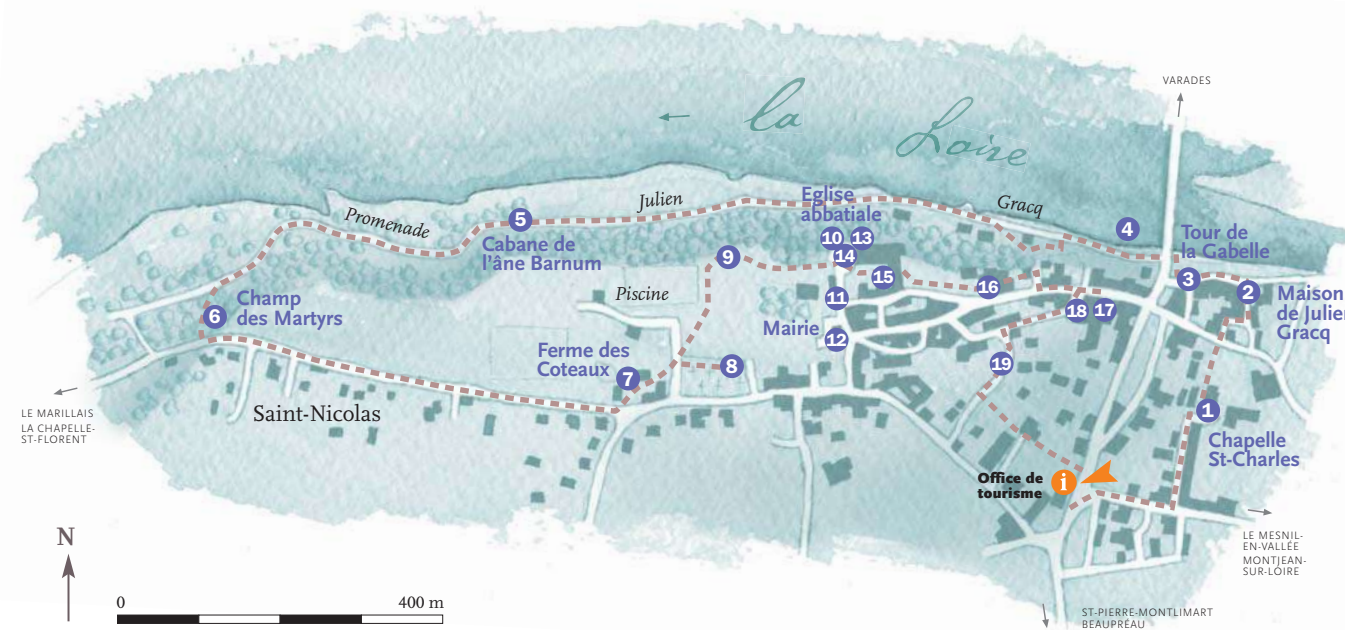 VARADES
←
la
Loire
Eglise
abbatiale
Julien
Gracq
Promenade
5
4
Tour de
la Gabelle
10
13
Cabane de
l'âne Barnum
9
14
15
3
2
Maison
de Julien
Gracq
16
Piscine
11
6
Champ
des Martyrs
18
17
Mairie
12
Ferme des
Coteaux
8
19
7
LE MARILLAIS
LA CHAPELLE-
ST-FLORENT
Saint-Nicolas
1
Chapelle
St-Charles
Office de
tourisme
i
N
LE MESNIL-
EN-VALLÉE
MONTJEAN-
SUR-LOIRE
0
400 m
ST-PIERRE-MONTLIMART
BEAUPRÉAU